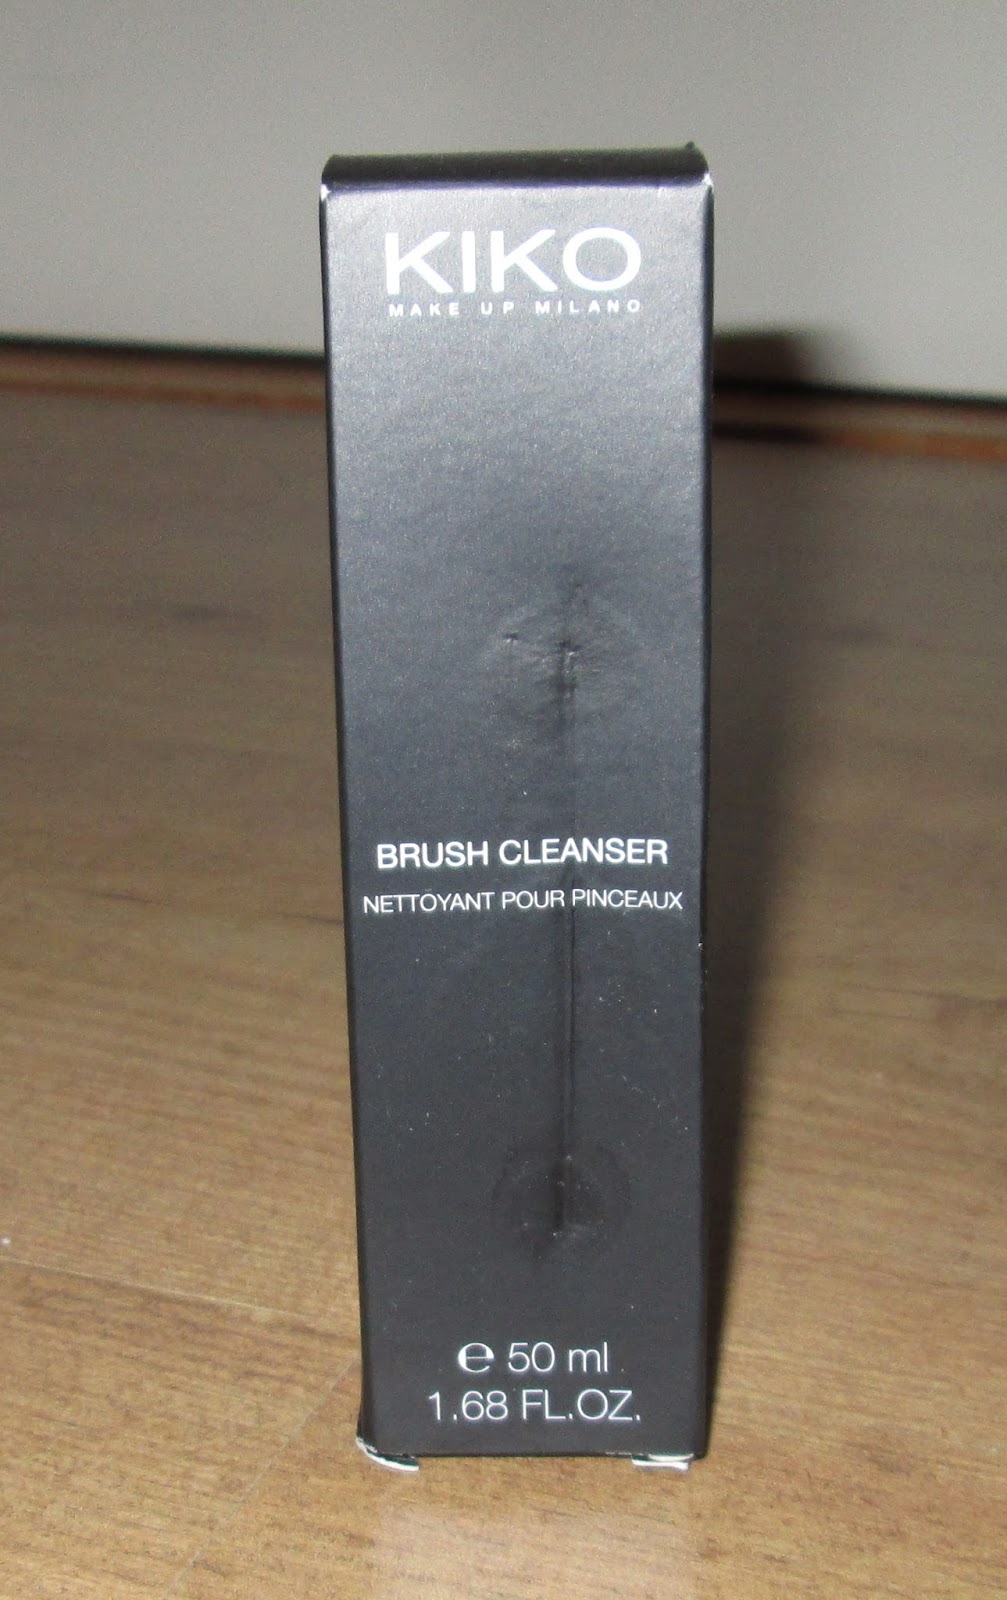 KIKO
MAKE UP MILANO
BRUSH CLEANSER
NETTOYANT POUR PINCEAUX
℮ 50 ml
1.68 FL.OZ.